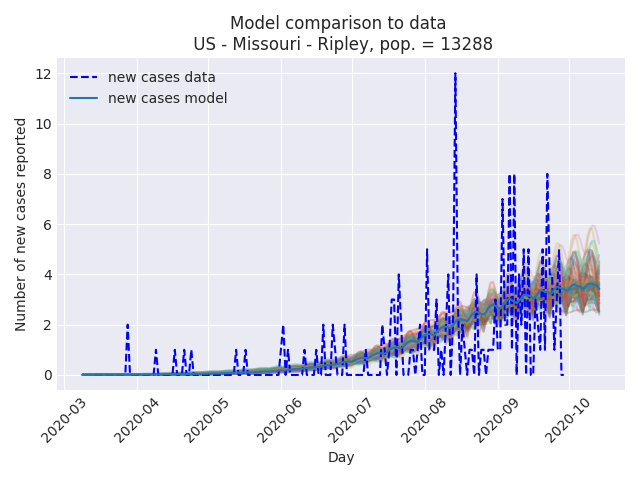 Model comparison to data
US - Missouri - Ripley, pop. = 13288
new cases data
new cases model
Number of new cases reported
12
10
8
6
4
2
0
2020-03
2020-04
2020-05
2020-06
2020-07
2020-08
2020-09
2020-10
Day